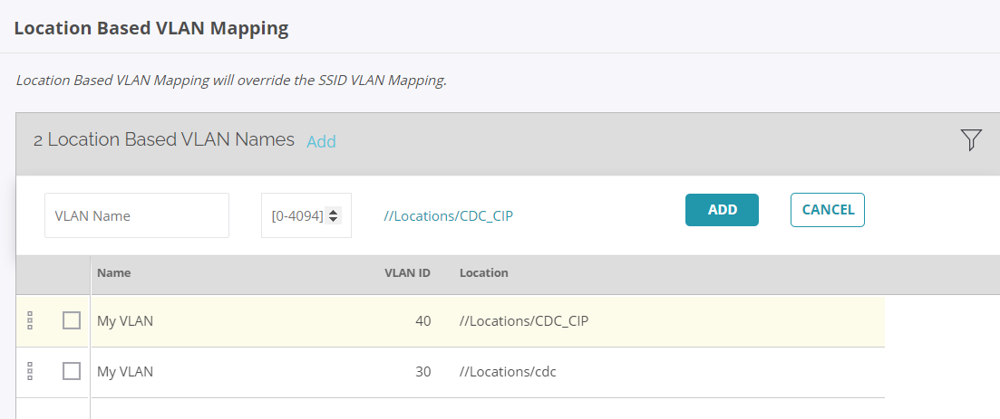 Location Based VLAN Mapping
Location Based VLAN Mapping will override the SSID VLAN Mapping.
2 Location Based VLAN Names Add
VLAN Name [0-4094] //Locations/CDC_CIP ADD CANCEL
Name VLAN ID Location
My VLAN 40 //Locations/CDC_CIP
My VLAN 30 //Locations/cdc